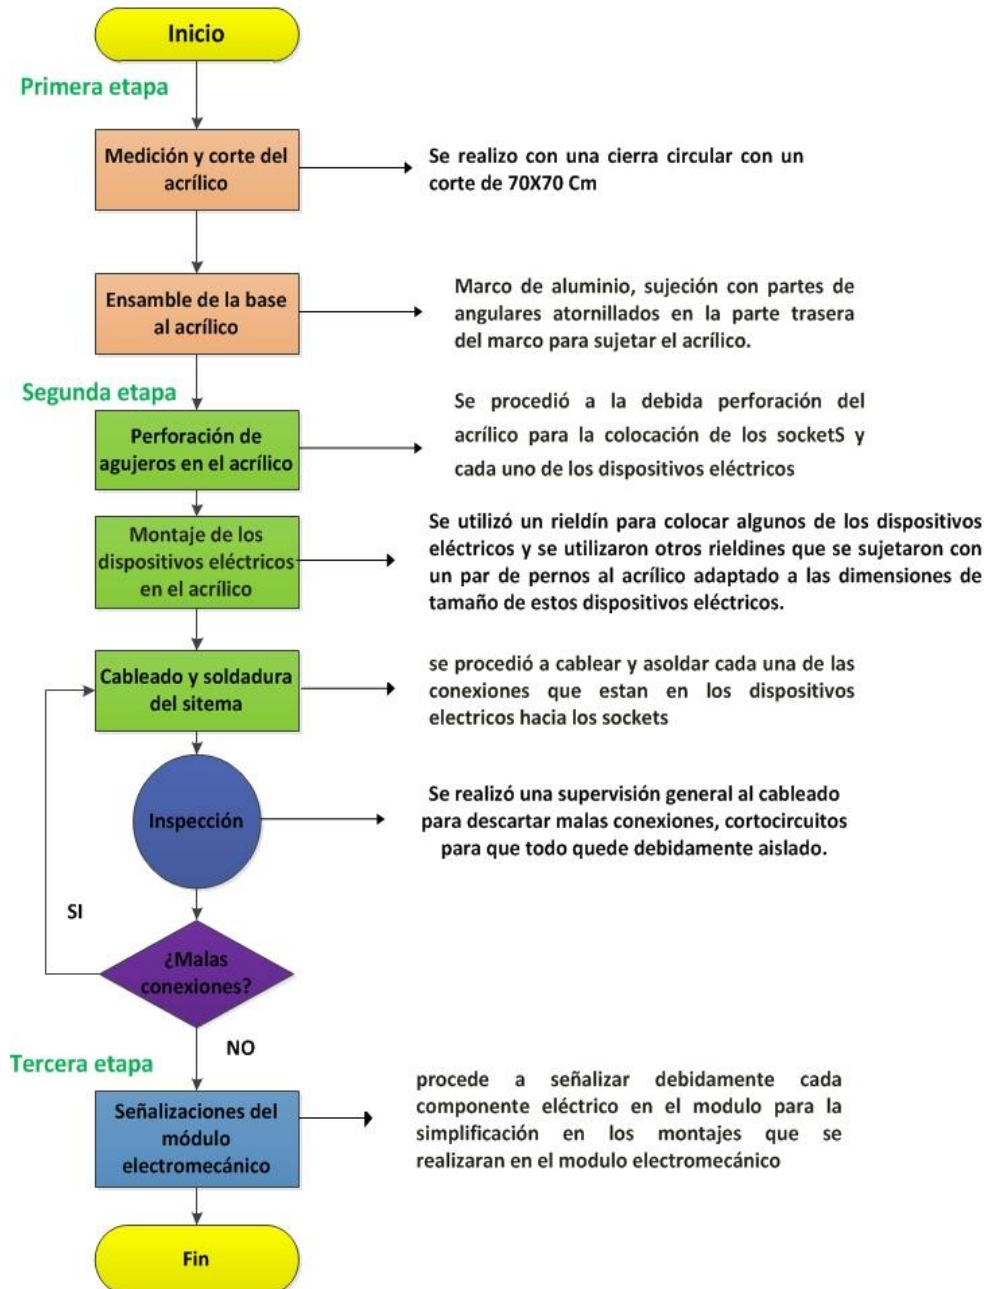 Inicio
Primera etapa
Medición y corte del
acrílico
Se realizo con una cierra circular con un
corte de 70X70 Cm
Ensamble de la base
al acrílico
Marco de aluminio, sujeción con partes de
angulares atornillados en la parte trasera
del marco para sujetar el acrílico.
Segunda etapa
Perforación de
agujeros en el acrílico
Se procedió a la debida perforación del
acrílico para la colocación de los socketS y
cada uno de los dispositivos eléctricos
Montaje de los
dispositivos eléctricos
en el acrílico
Se utilizó un rieldín para colocar algunos de los dispositivos
eléctricos y se utilizaron otros rieldines que se sujetaron con
un par de pernos al acrílico adaptado a las dimensiones de
tamaño de estos dispositivos eléctricos.
Cableado y soldadura
del sitema
se procedió a cablear y asoldar cada una de las
conexiones que estan en los dispositivos
electricos hacia los sockets
Inspección
Se realizó una supervisión general al cableado
para descartar malas conexiones, cortocircuitos
para que todo quede debidamente aislado.
SI
¿Malas
conexiones?
NO
Tercera etapa
Señalizaciones del
módulo
electromecánico
procede a señalizar debidamente cada
componente eléctrico en el modulo para la
simplificación en los montajes que se
realizaran en el modulo electromecánico
Fin